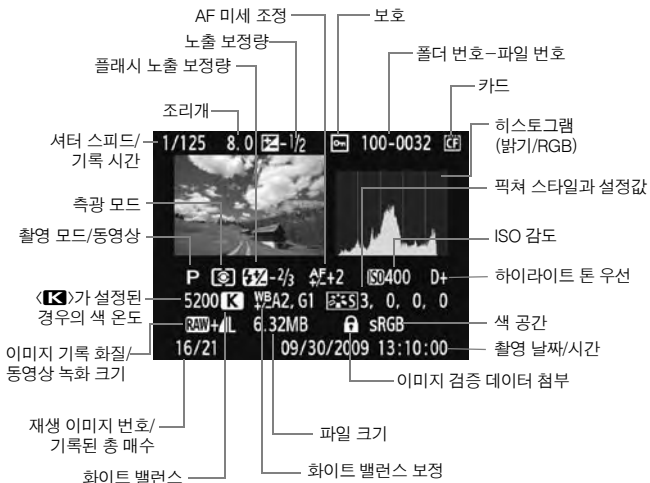 AF 미세 조정
보호
노출 보정량
폴더 번호–파일 번호
플래시 노출 보정량
카드
조리개
히스토그램
(밝기/RGB)
셔터 스피드/
기록 시간
1/125 8.0 -1/2 100-0032 CF
픽쳐 스타일과 설정값
측광 모드
ISO 감도
촬영 모드/동영상
P -2/3 AF+2 ISO400 D+
하이라이트 톤 우선
<K>가 설정된
경우의 색 온도
5200 K WB A2, G1 S 3, 0, 0, 0
색 공간
RAW+L 6.32MB sRGB
이미지 기록 화질/
동영상 녹화 크기
16/21 09/30/2009 13:10:00
촬영 날짜/시간
이미지 검증 데이터 첨부
재생 이미지 번호/
기록된 총 매수
파일 크기
화이트 밸런스
화이트 밸런스 보정